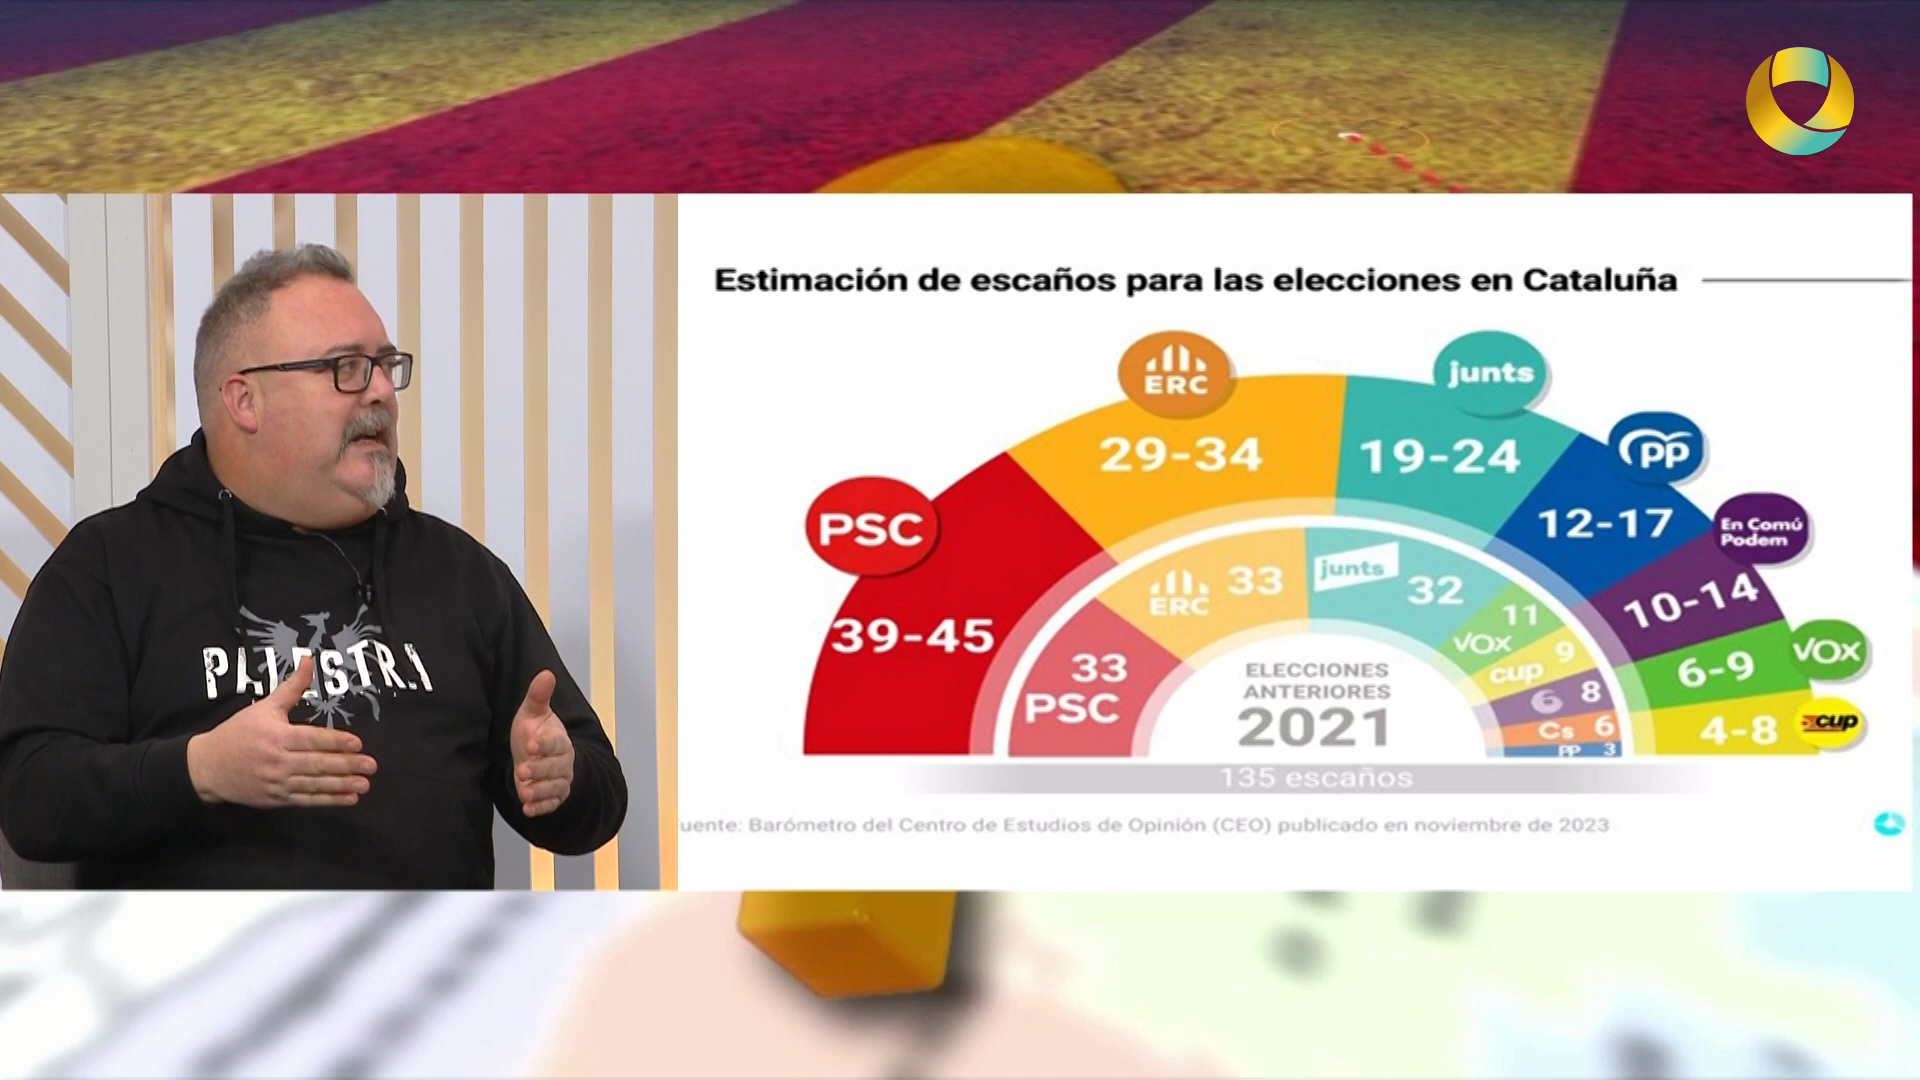 PALESTRA
Estimación de escaños para las elecciones en Cataluña
ERC
junts
29-34
19-24
PP
12-17
PSC
En Comú
Podem
39-45
10-14
VOX
6-9
cup
4-8
ERC 33
junts 32
33
PSC
VOX 11
cup 9
8
Cs 6
PP 3
ELECCIONES
ANTERIORES
2021
135 escaños
uente: Barómetro del Centro de Estudios de Opinión (CEO) publicado en noviembre de 2023